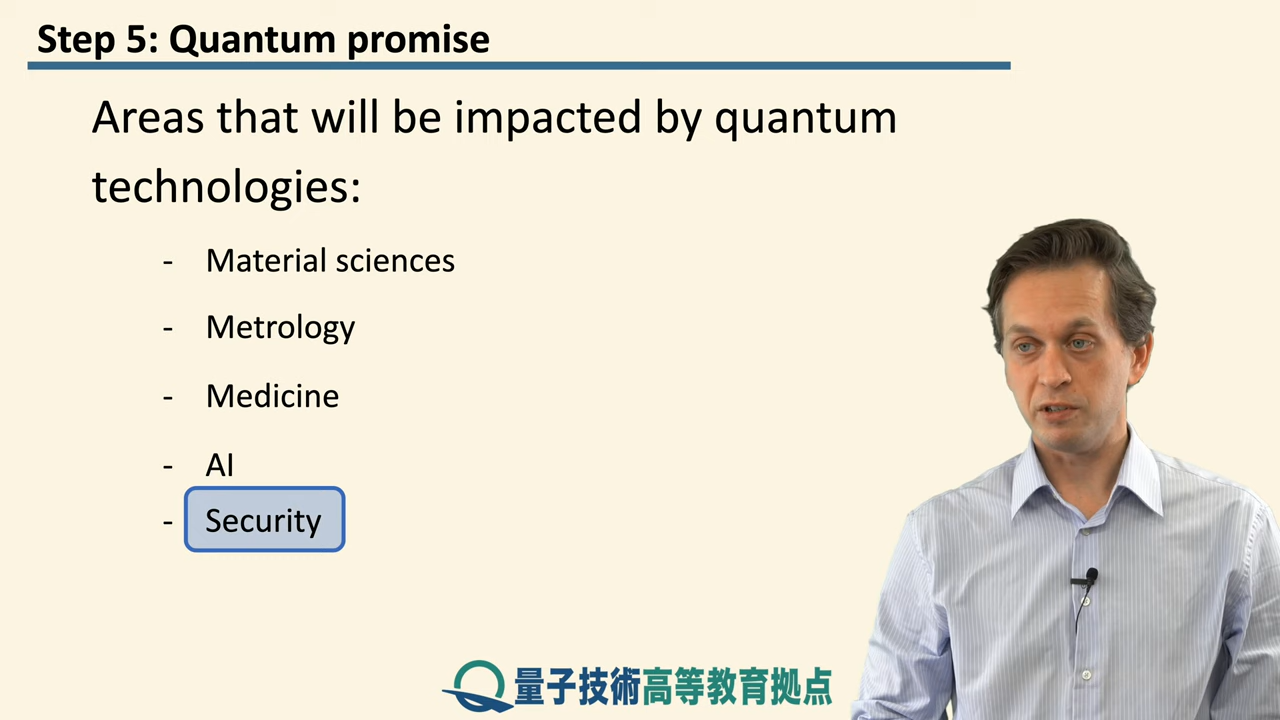 Step 5: Quantum promise
Areas that will be impacted by quantum
technologies:
- Material sciences
- Metrology
- Medicine
- AI
- Security
量子技術高等教育拠点